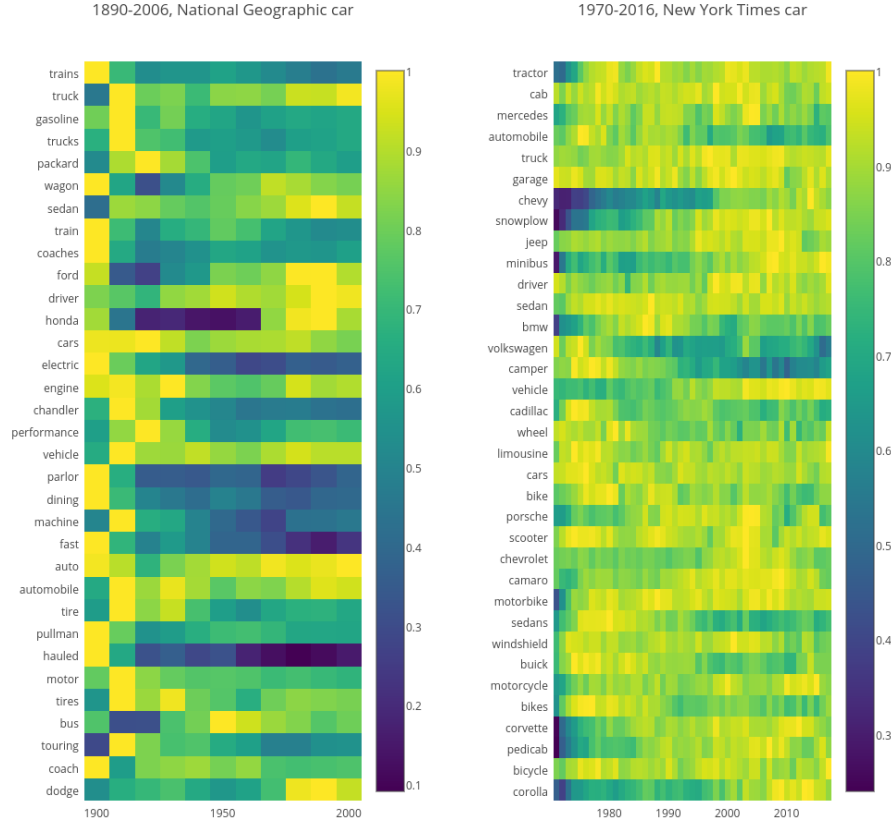 1890-2006, National Geographic car
trains
truck
gasoline
trucks
packard
wagon
sedan
train
coaches
ford
driver
honda
cars
electric
engine
chandler
performance
vehicle
parlor
dining
machine
fast
auto
automobile
tire
pullman
hauled
motor
tires
bus
touring
coach
dodge
1900
1950
2000
1
0.9
0.8
0.7
0.6
0.5
0.4
0.3
0.2
0.1
1970-2016, New York Times car
tractor
cab
mercedes
automobile
truck
garage
chevy
snowplow
jeep
minibus
driver
sedan
bmw
volkswagen
camper
vehicle
cadillac
wheel
limousine
cars
bike
porsche
scooter
chevrolet
camaro
motorbike
sedans
windshield
buick
motorcycle
bikes
corvette
pedicab
bicycle
corolla
1980
1990
2000
2010
1
0.9
0.8
0.7
0.6
0.5
0.4
0.3